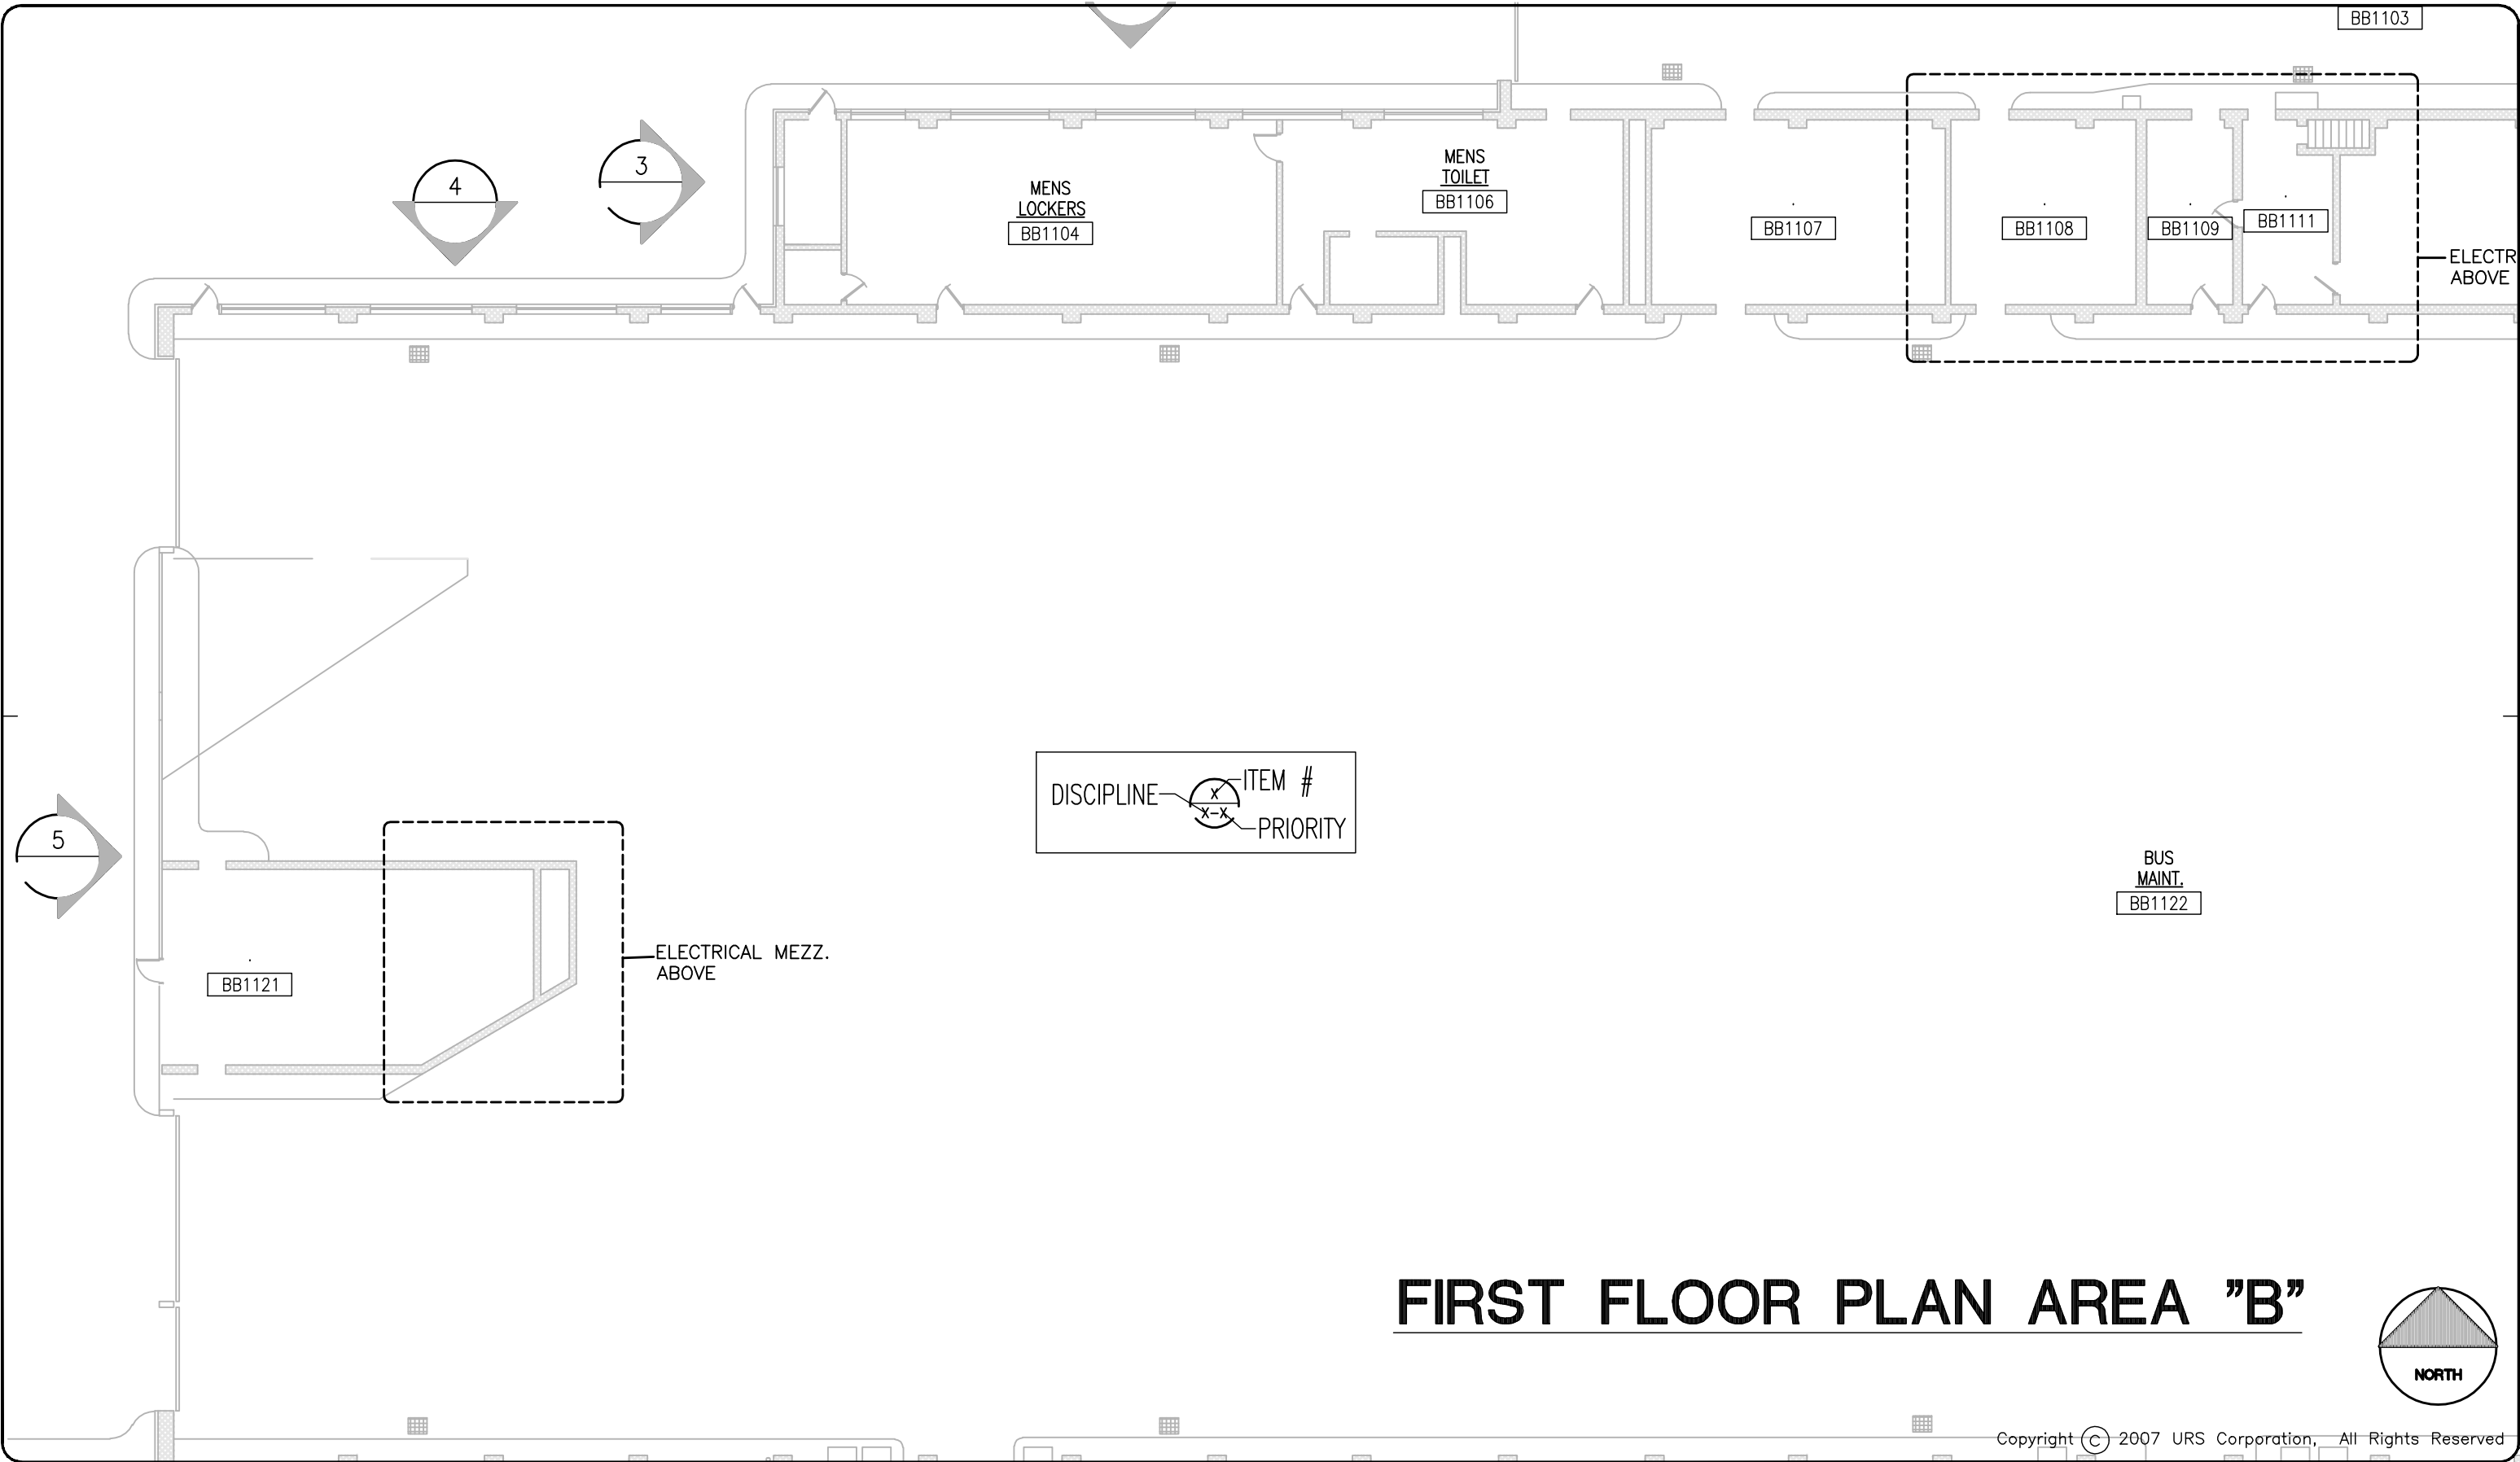 BB1103
3
4
MENS
LOCKERS
BB1104
MENS
TOILET
BB1106
BB1107
BB1108
BB1109
BB1111
ELECTR
ABOVE
DISCIPLINE
X
ITEM #
X-X
PRIORITY
5
BUS
MAINT.
BB1122
ELECTRICAL MEZZ.
ABOVE
BB1121
FIRST FLOOR PLAN AREA "B"
NORTH
Copyright © 2007 URS Corporation, All Rights Reserved